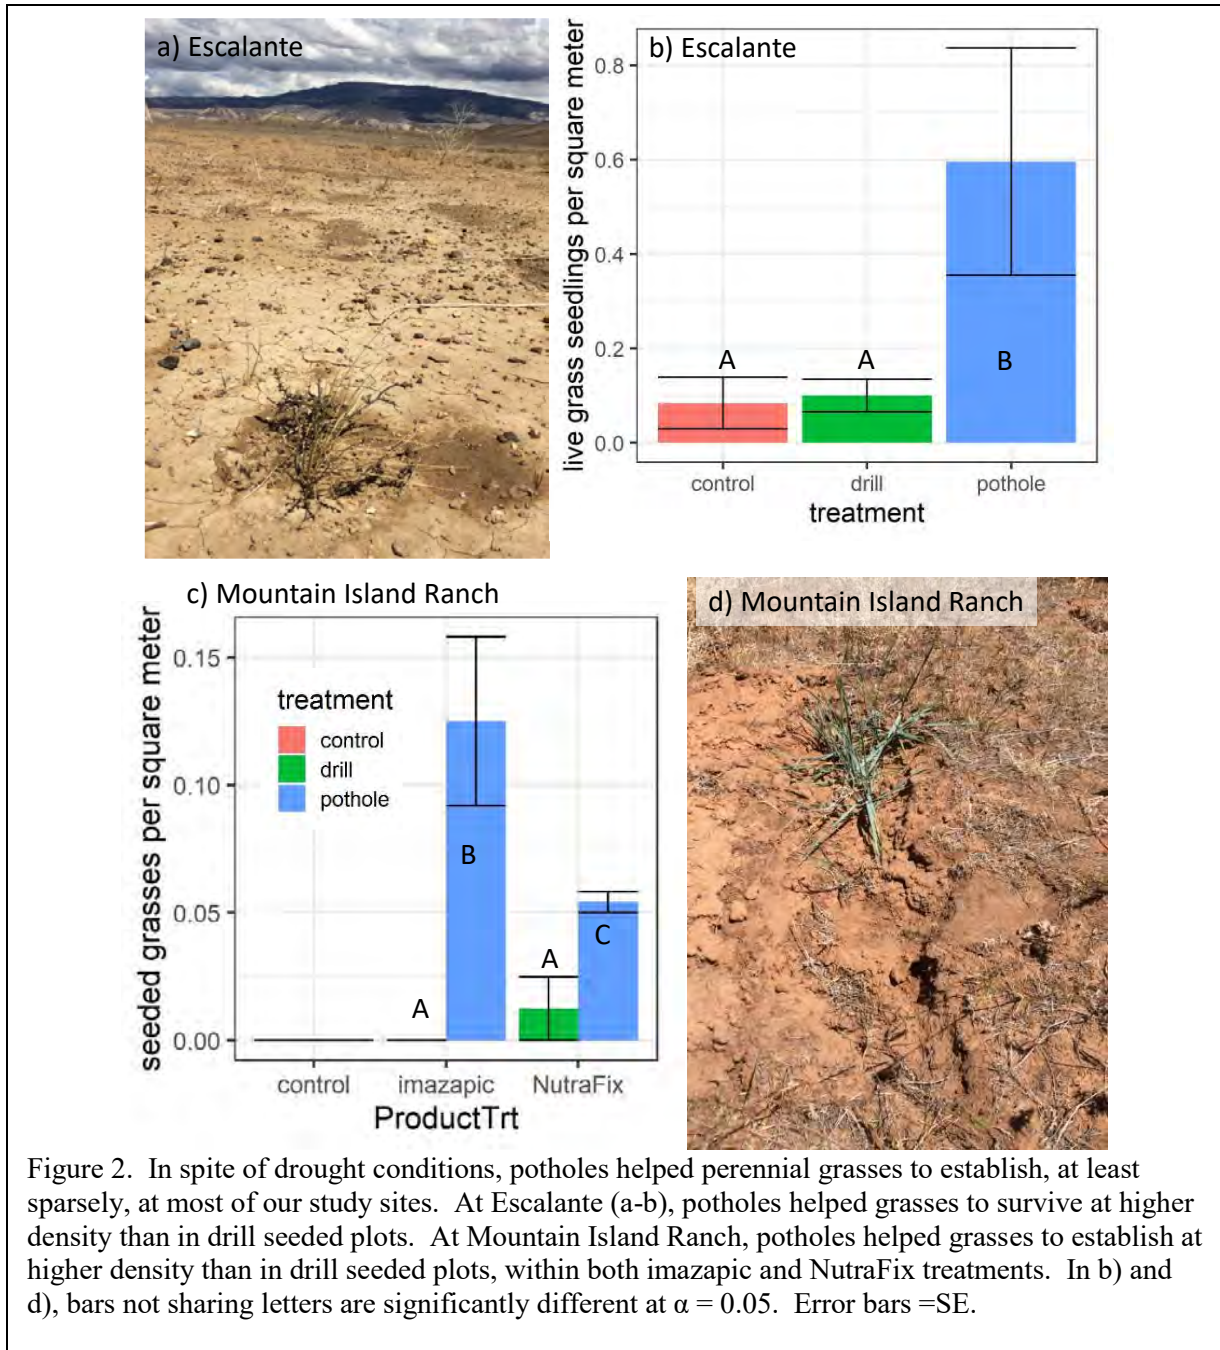 a) Escalante
b) Escalante
live grass seedlings per square meter
0.8
0.6
0.4
0.2
0.0
A
A
B
control
drill
pothole
treatment
c) Mountain Island Ranch
seeded grasses per square meter
0.15
0.10
0.05
0.00
treatment
control
drill
pothole
A
B
A
C
control
imazapic
NutraFix
ProductTrt
d) Mountain Island Ranch
Figure 2.  In spite of drought conditions, potholes helped perennial grasses to establish, at least
sparsely, at most of our study sites.  At Escalante (a-b), potholes helped grasses to survive at higher
density than in drill seeded plots.  At Mountain Island Ranch, potholes helped grasses to establish at
higher density than in drill seeded plots, within both imazapic and NutraFix treatments.  In b) and
d), bars not sharing letters are significantly different at α = 0.05.  Error bars =SE.